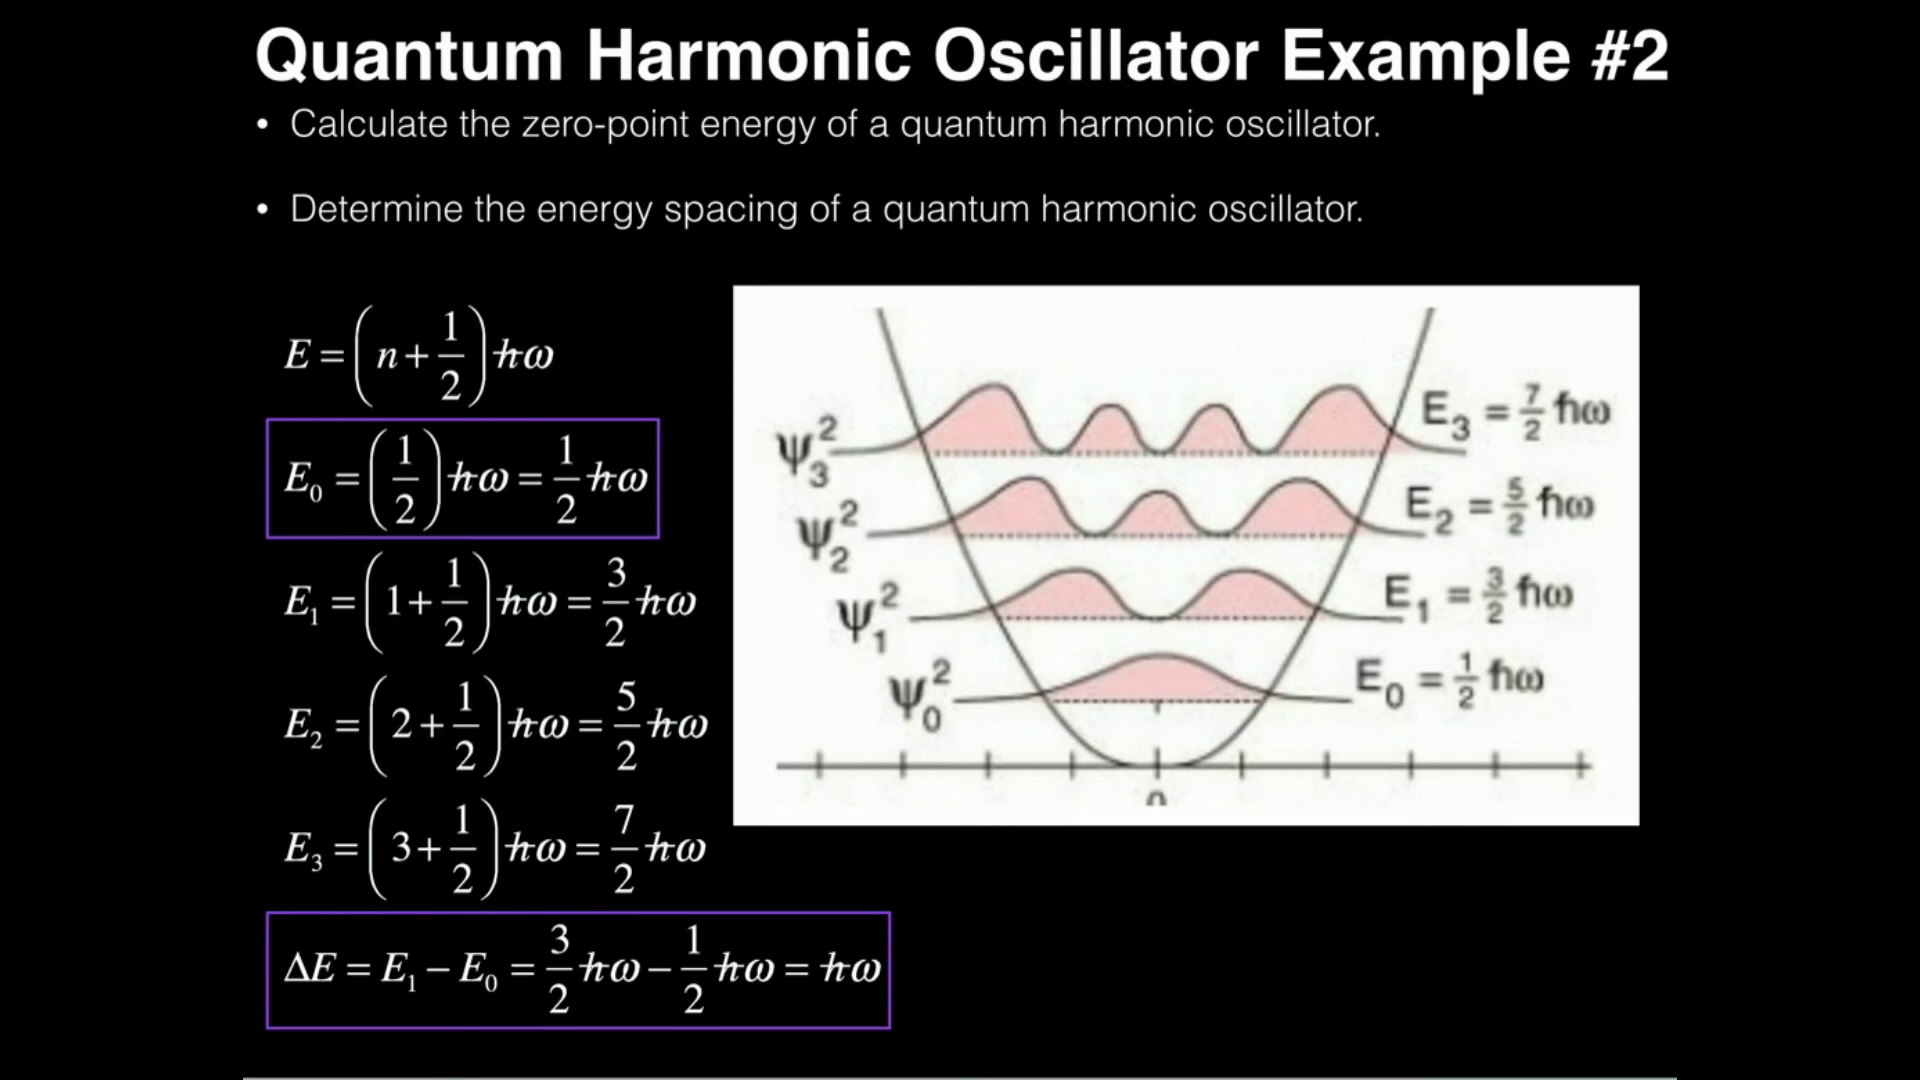 Quantum Harmonic Oscillator Example #2
• Calculate the zero-point energy of a quantum harmonic oscillator.
• Determine the energy spacing of a quantum harmonic oscillator.
E = (n + 1/2) ħω
E₀ = (1/2) ħω = 1/2 ħω
E₁ = (1 + 1/2) ħω = 3/2 ħω
E₂ = (2 + 1/2) ħω = 5/2 ħω
E₃ = (3 + 1/2) ħω = 7/2 ħω
ΔE = E₁ − E₀ = 3/2 ħω − 1/2 ħω = ħω
ψ₃² E₃ = 7/2 ħω
ψ₂² E₂ = 5/2 ħω
ψ₁² E₁ = 3/2 ħω
ψ₀² E₀ = 1/2 ħω
0